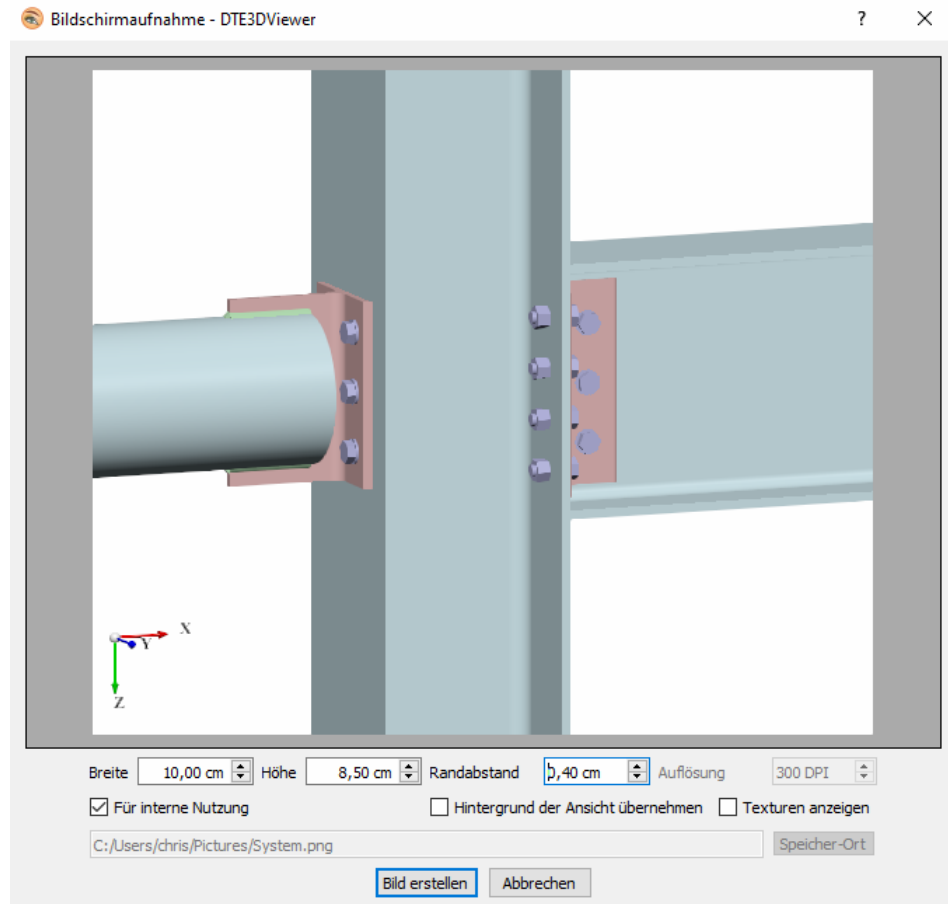 Bildschirmaufnahme - DTE3DViewer ? ×
X
Y
Z
Breite 10,00 cm Höhe 8,50 cm Randabstand 0,40 cm Auflösung 300 DPI
Für interne Nutzung Hintergrund der Ansicht übernehmen Texturen anzeigen
C:/Users/chris/Pictures/System.png Speicher-Ort
Bild erstellen Abbrechen